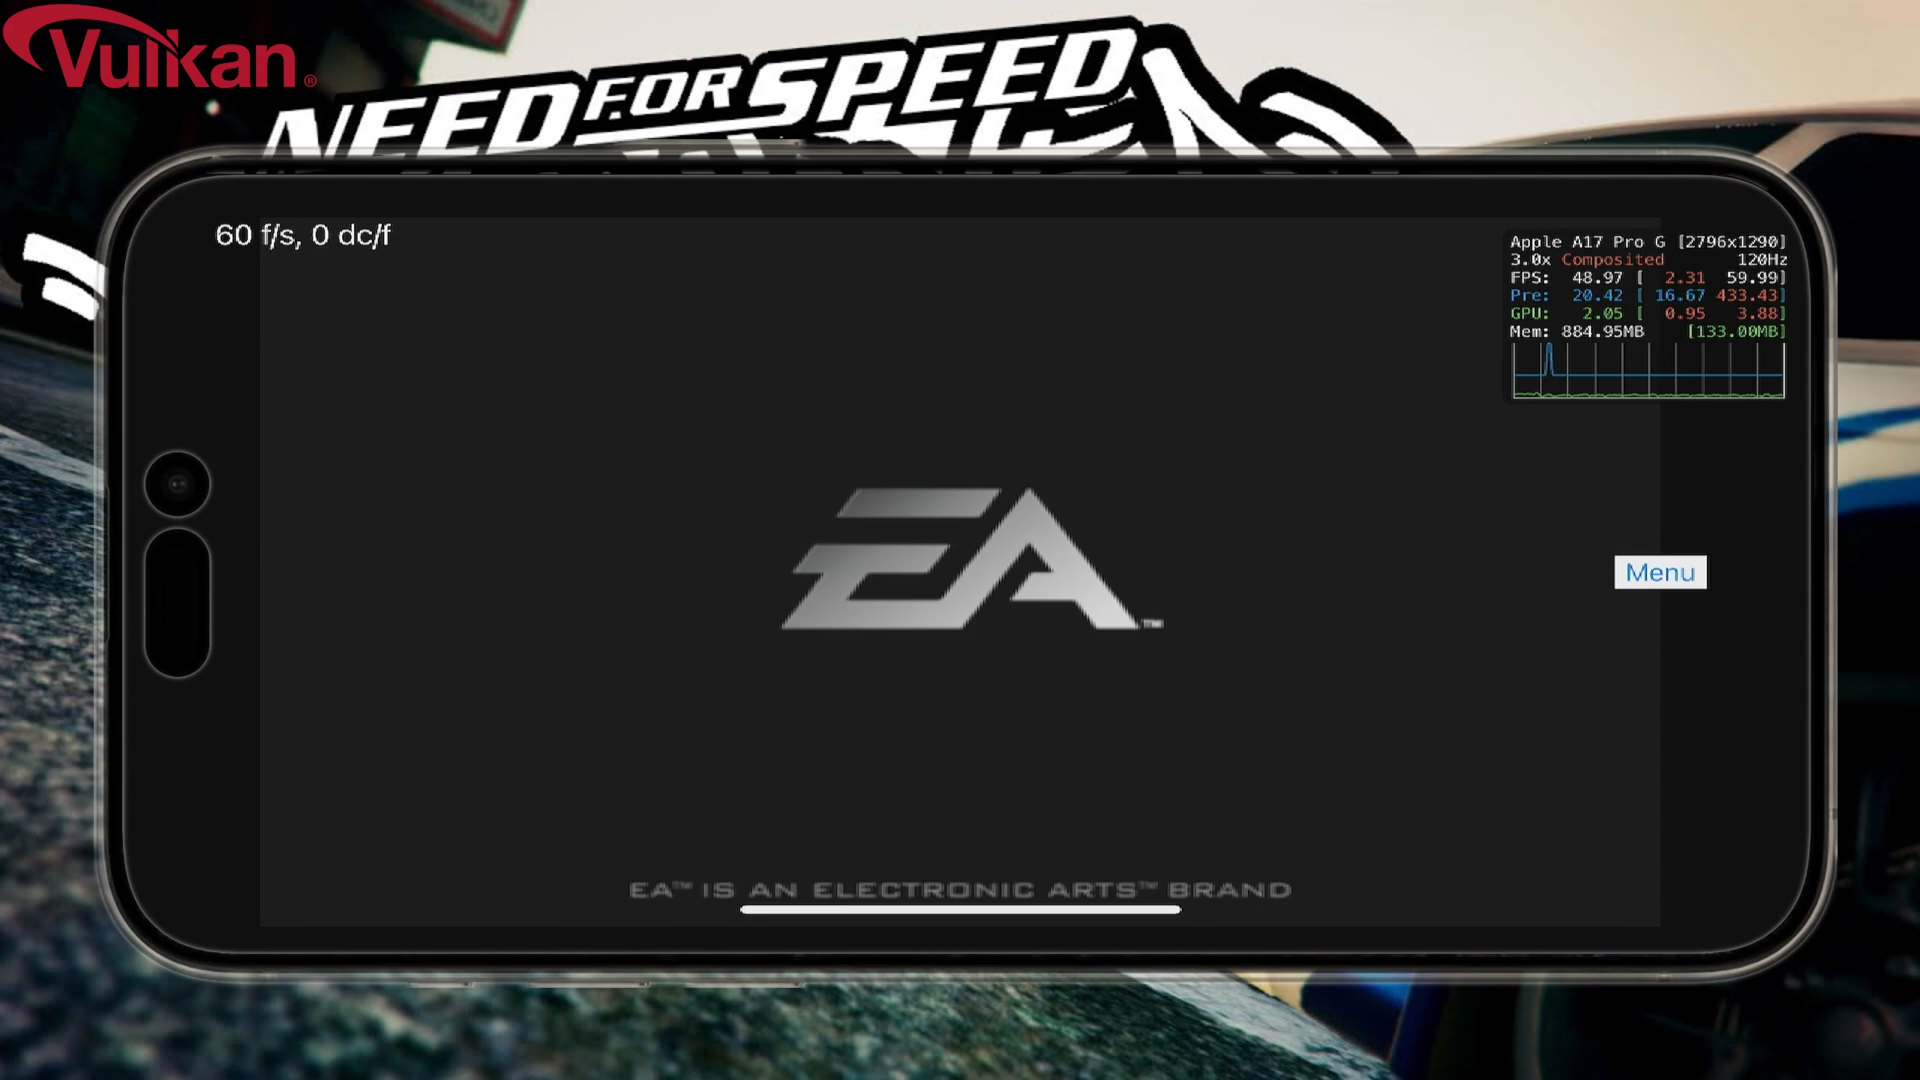 Vulkan®
NEED FOR SPEED
60 f/s, 0 dc/f
Apple A17 Pro G [2796x1290]
3.0x Composited 120Hz
FPS: 48.97 [ 2.31 59.99]
Pre: 20.42 [ 16.67 433.43]
GPU: 2.05 [ 0.95 3.88]
Mem: 884.95MB [133.00MB]
EA™
Menu
EA™ IS AN ELECTRONIC ARTS™ BRAND